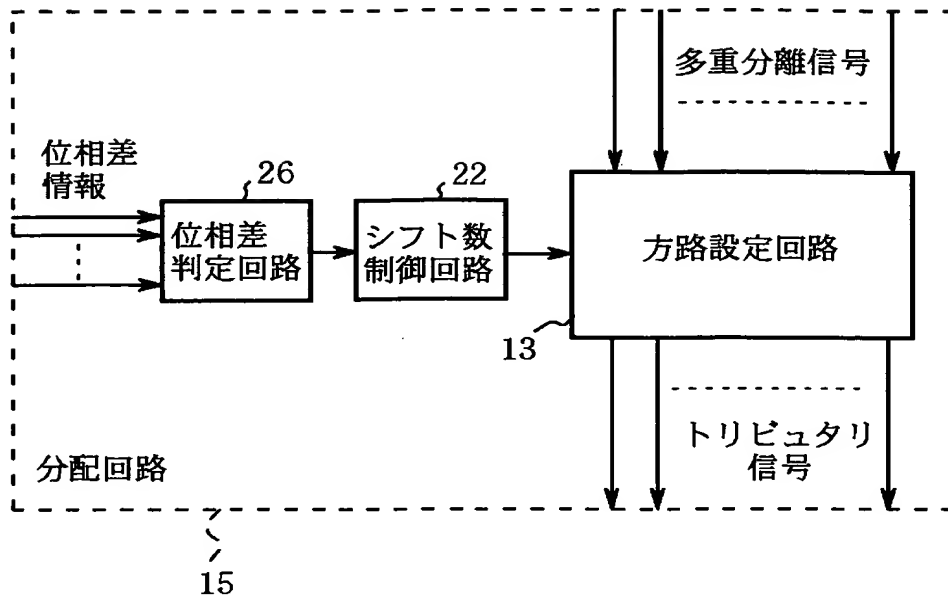 多重分離信号
位相差
情報
26
22
位相差
判定回路
シフト数
制御回路
方路設定回路
13
トリビュタリ
信号
分配回路
15